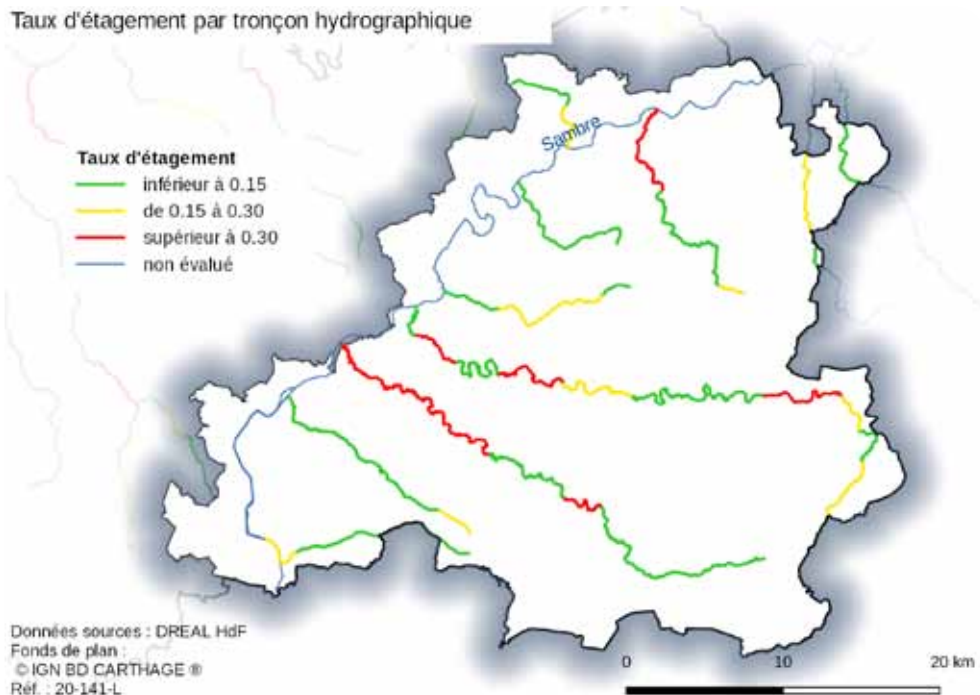 Taux d'étagement par tronçon hydrographique
Sambre
Taux d'étagement
inférieur à 0.15
de 0.15 à 0.30
supérieur à 0.30
non évalué
Données sources : DREAL HdF
Fonds de plan :
© IGN BD CARTHAGE ®
Réf. : 20-141-L
0 10 20 km